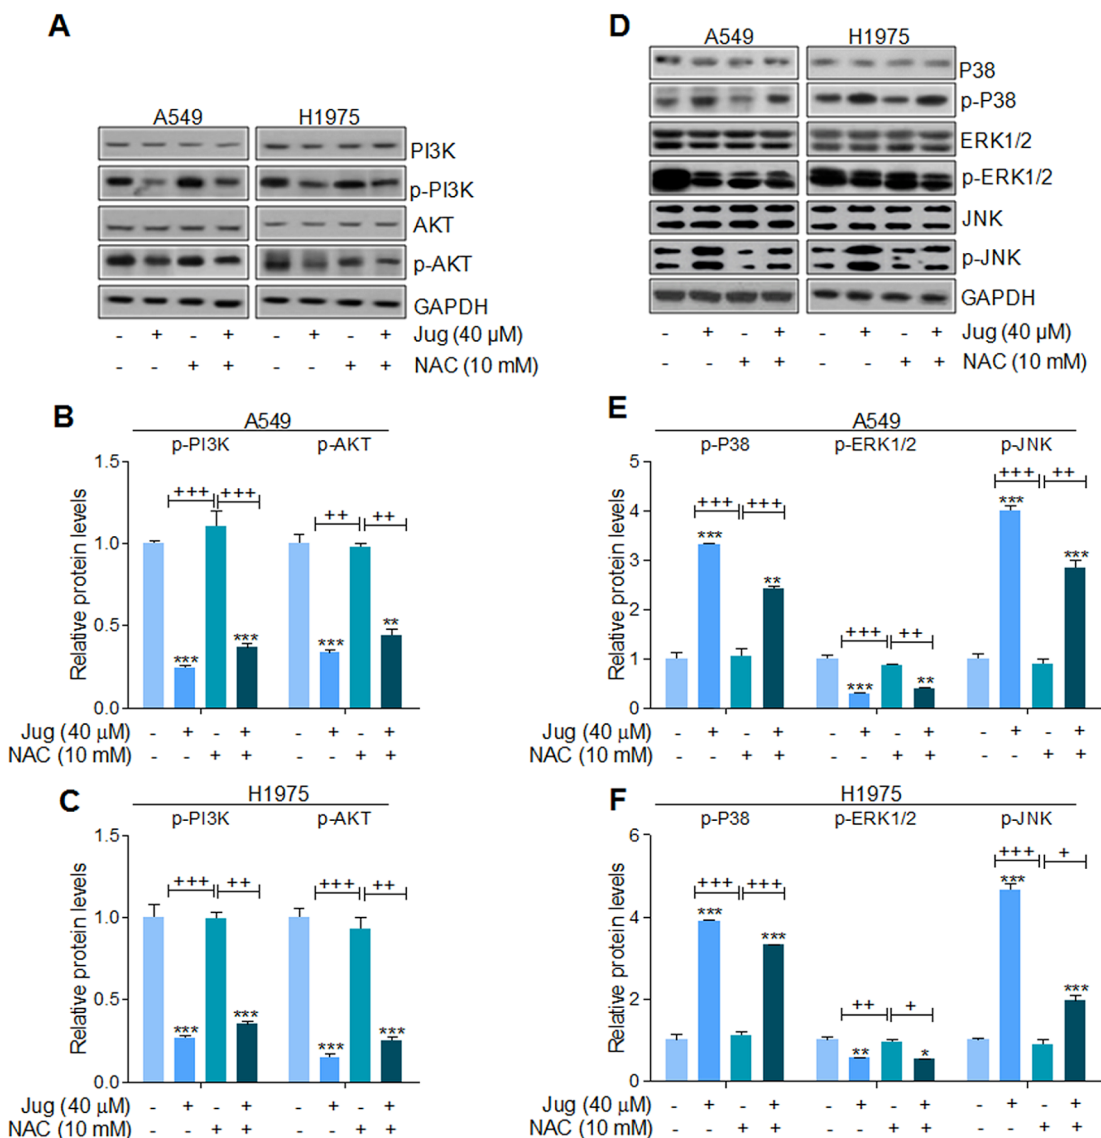 A
A549 H1975
PI3K
p-PI3K
AKT
p-AKT
GAPDH
- + - + - + - + Jug (40 µM)
- - + + - - + + NAC (10 mM)
B
A549
p-PI3K p-AKT
Relative protein levels
1.5
1.0
0.5
0.0
+++ +++ ++ ++
*** *** *** **
Jug (40 µM) - + - + - + - +
NAC (10 mM) - - + + - - + +
C
H1975
p-PI3K p-AKT
Relative protein levels
1.5
1.0
0.5
0.0
+++ ++ +++ ++
*** *** *** ***
Jug (40 µM) - + - + - + - +
NAC (10 mM) - - + + - - + +
D
A549 H1975
P38
p-P38
ERK1/2
p-ERK1/2
JNK
p-JNK
GAPDH
- + - + - + - + Jug (40 µM)
- - + + - - + + NAC (10 mM)
E
A549
p-P38 p-ERK1/2 p-JNK
Relative protein levels
5
4
3
2
1
0
+++ +++ +++ ++ +++ ++
*** ** *** ** *** ***
Jug (40 µM) - + - + - + - + - + - +
NAC (10 mM) - - + + - - + + - - + +
F
H1975
p-P38 p-ERK1/2 p-JNK
Relative protein levels
6
4
2
0
+++ +++ ++ + +++ +
*** *** ** * *** ***
Jug (40 µM) - + - + - + - + - + - +
NAC (10 mM) - - + + - - + + - - + +